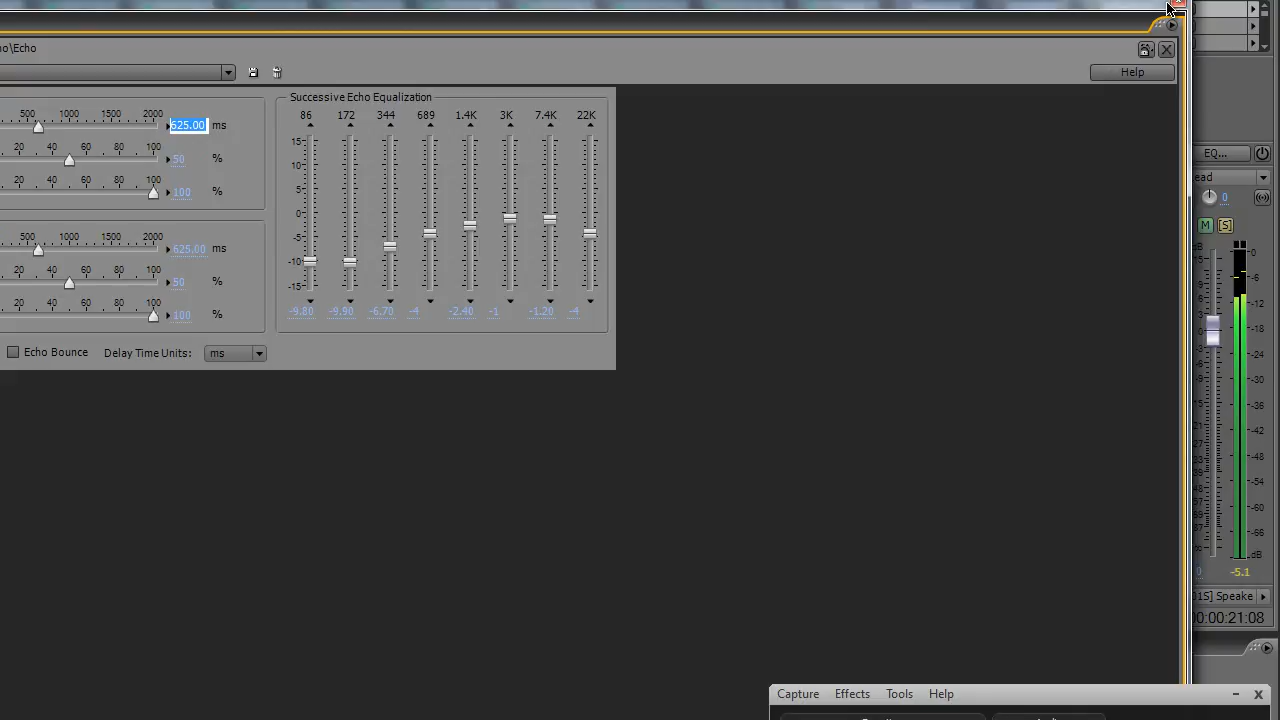 o\Echo
Help
Successive Echo Equalization
500 1000 1500 2000
625.00 ms
20 40 60 80 100
50 %
20 40 60 80 100
100 %
500 1000 1500 2000
625.00 ms
20 40 60 80 100
50 %
20 40 60 80 100
100 %
86 172 344 689 1.4K 3K 7.4K 22K
15
10
5
0
-5
-10
-15
-9.80 -9.90 -6.70 -4 -2.40 -1 -1.20 -4
Echo Bounce Delay Time Units: ms
EQ...
ead
0
M [S]
dB
0
-6
-12
-18
-24
-30
-36
-42
-48
-54
-60
-66
dB
0 -5.1
01S] Speake
00:00:21:08
Capture Effects Tools Help